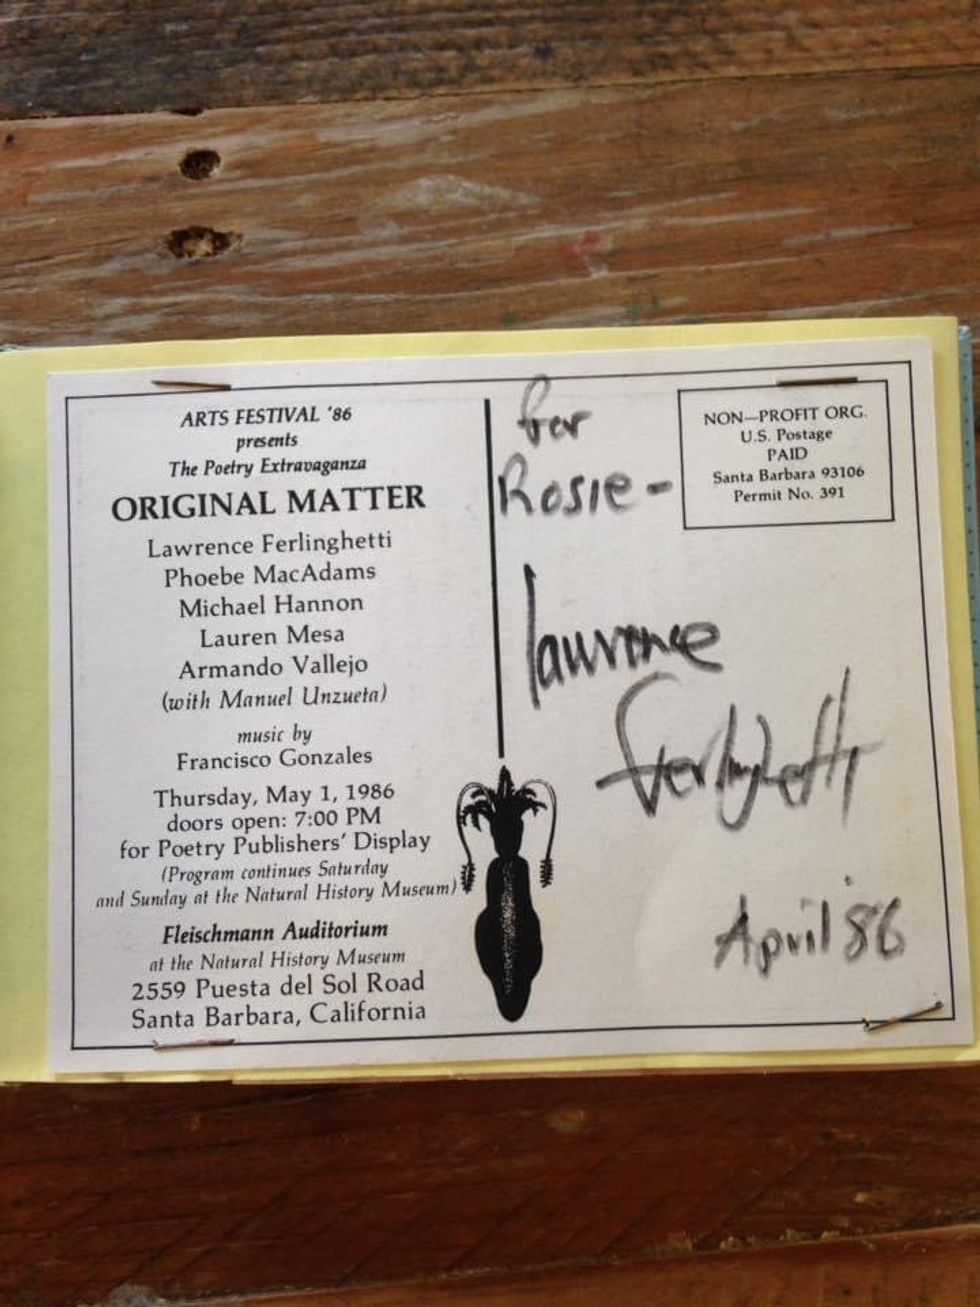 ARTS FESTIVAL '86
presents
The Poetry Extravaganza
ORIGINAL MATTER
Lawrence Ferlinghetti
Phoebe MacAdams
Michael Hannon
Lauren Mesa
Armando Vallejo
(with Manuel Unzueta)
music by
Francisco Gonzales
Thursday, May 1, 1986
doors open: 7:00 PM
for Poetry Publishers' Display
(Program continues Saturday
and Sunday at the Natural History Museum)
Fleischmann Auditorium
at the Natural History Museum
2559 Puesta del Sol Road
Santa Barbara, California
for
Rosie-
Lawrence
Ferlinghetti
April '86
NON—PROFIT ORG.
U.S. Postage
PAID
Santa Barbara 93106
Permit No. 391